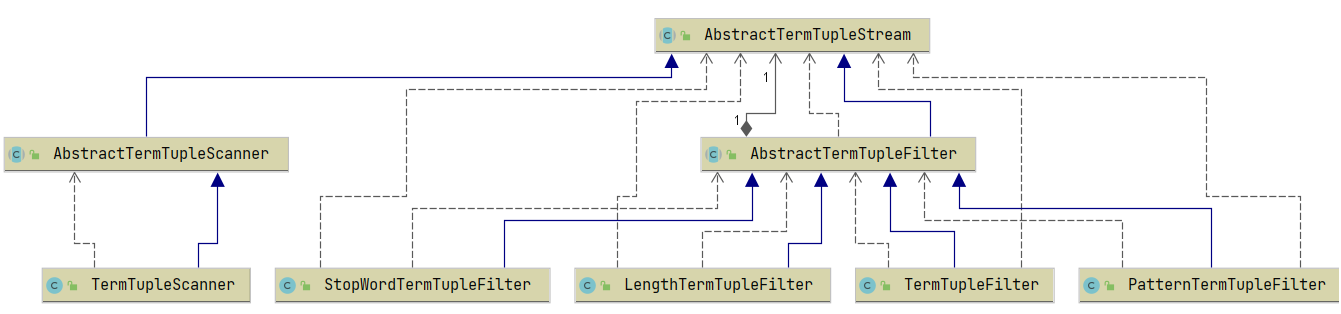 AbstractTermTupleStream
1
1
AbstractTermTupleScanner
AbstractTermTupleFilter
TermTupleScanner
StopWordTermTupleFilter
LengthTermTupleFilter
TermTupleFilter
PatternTermTupleFilter